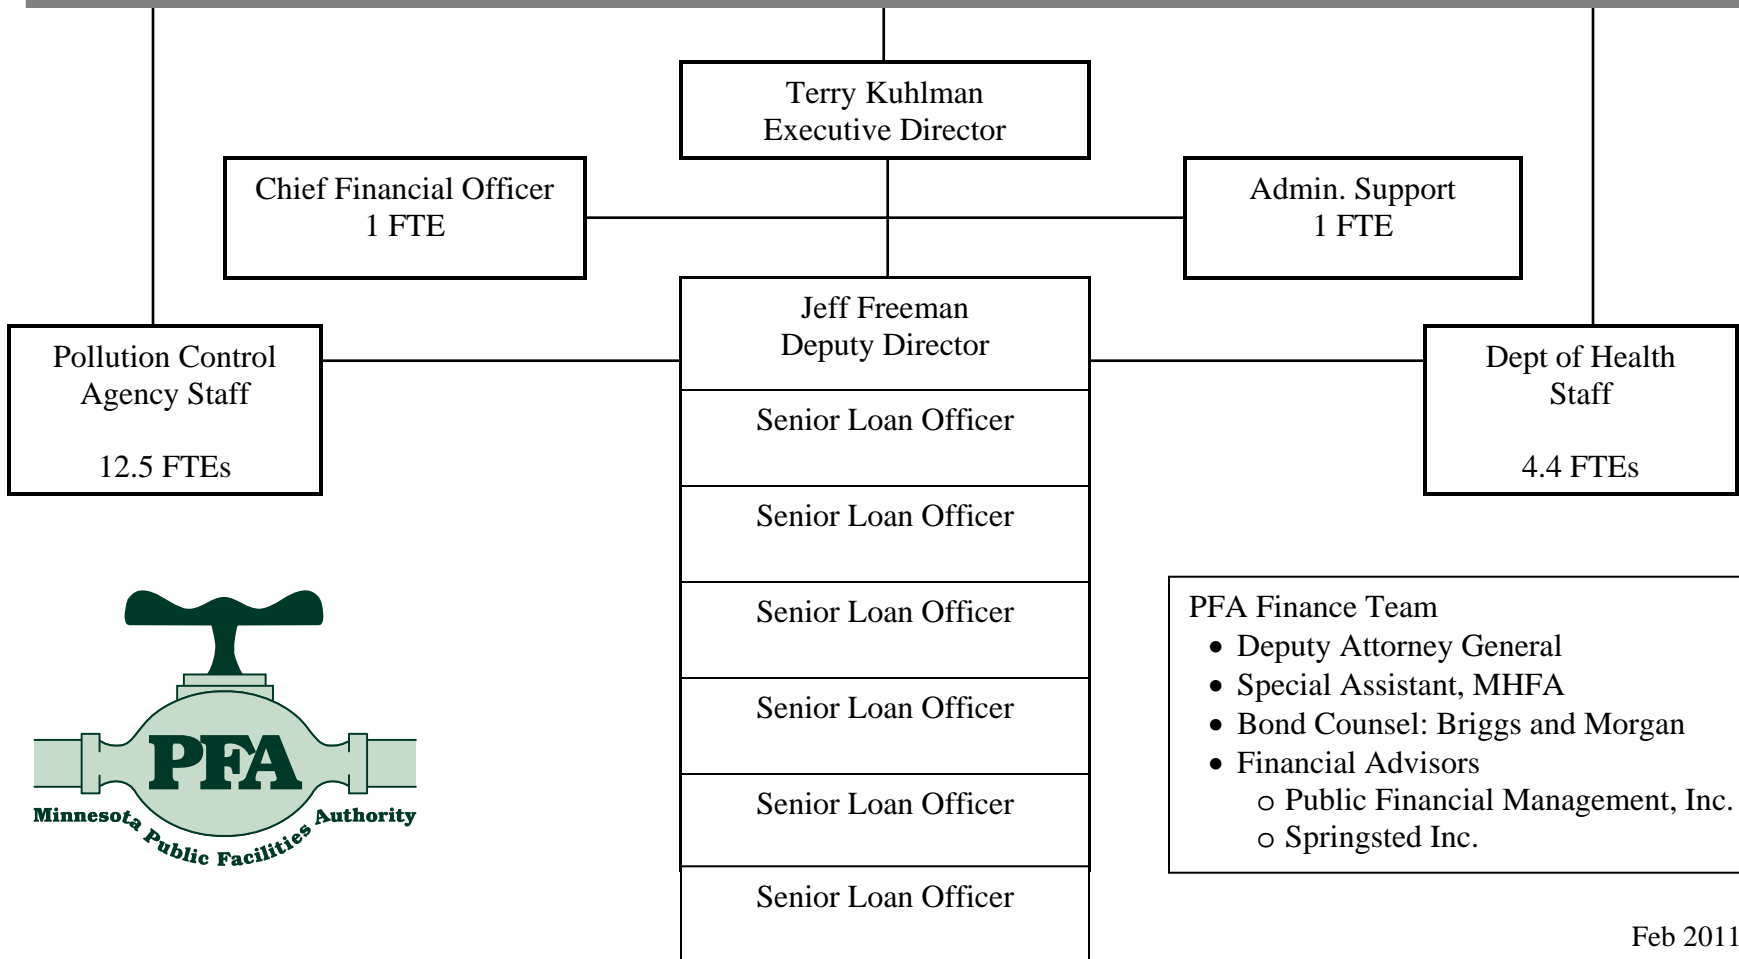 Terry Kuhlman
Executive Director
Chief Financial Officer
1 FTE
Admin. Support
1 FTE
Jeff Freeman
Deputy Director
Pollution Control
Agency Staff
12.5 FTEs
Dept of Health
Staff
4.4 FTEs
Senior Loan Officer
Senior Loan Officer
Senior Loan Officer
Senior Loan Officer
Senior Loan Officer
Senior Loan Officer
PFA
Minnesota Public Facilities Authority
PFA Finance Team
• Deputy Attorney General
• Special Assistant, MHFA
• Bond Counsel: Briggs and Morgan
• Financial Advisors
o Public Financial Management, Inc.
o Springsted Inc.
Feb 2011